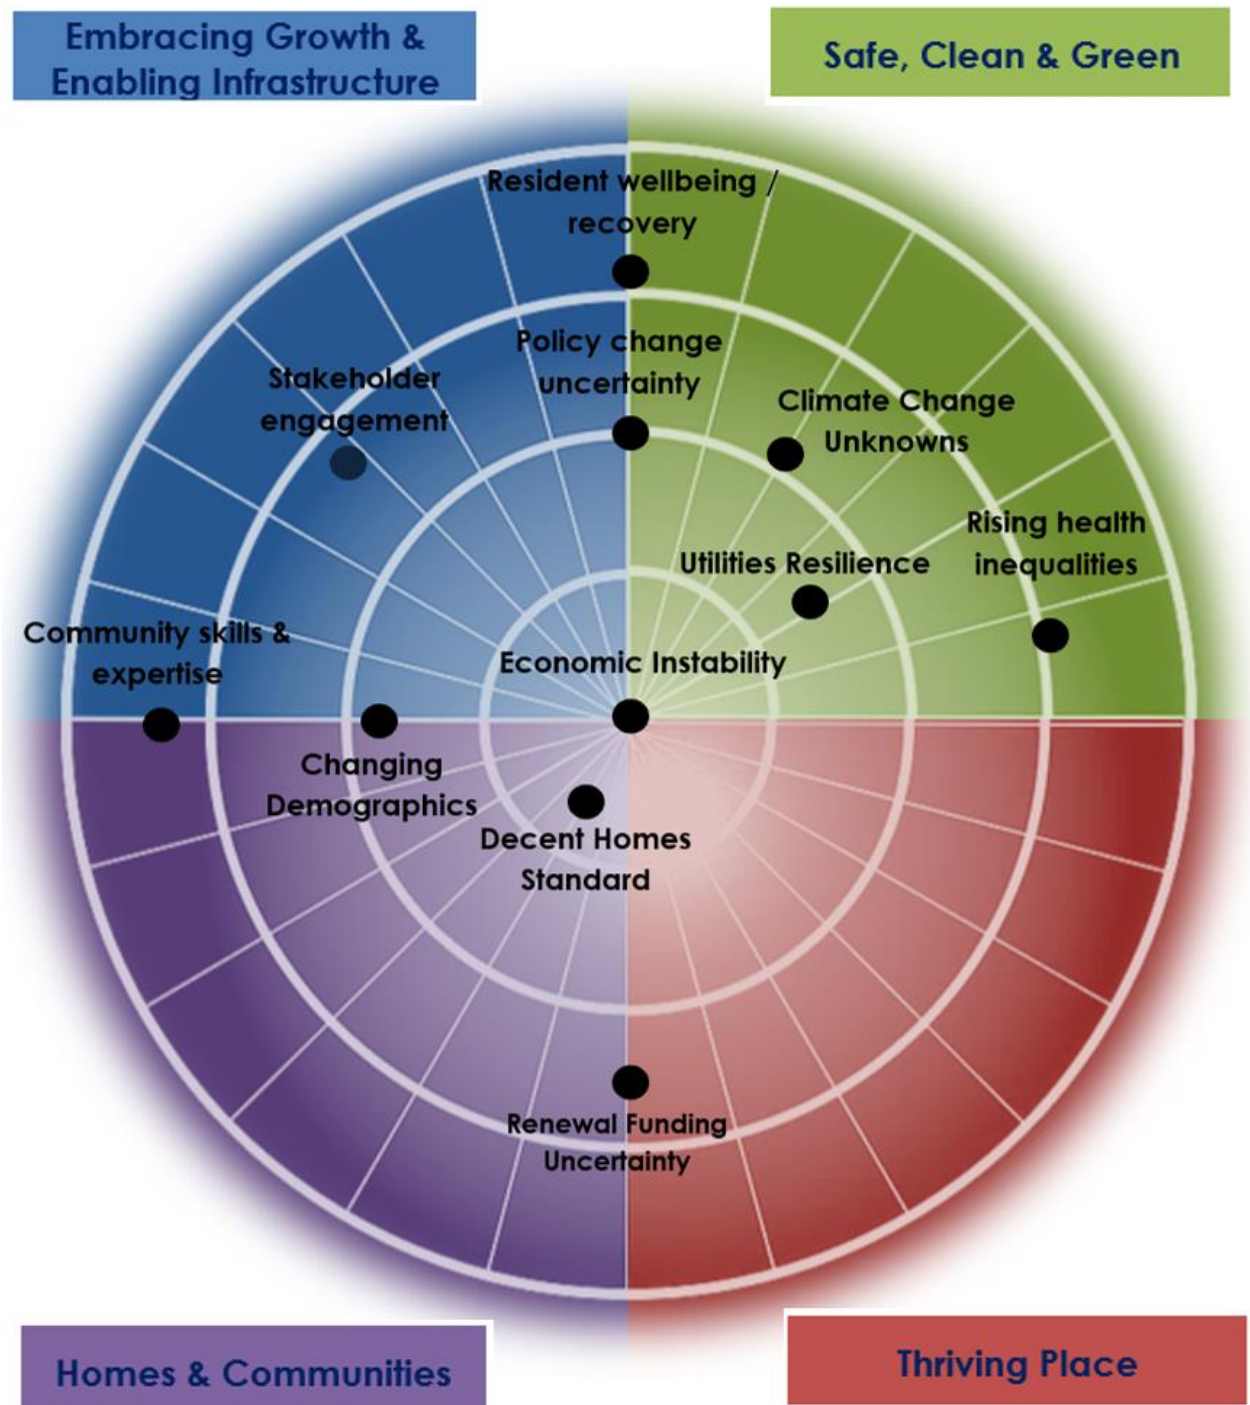 Embracing Growth &
Enabling Infrastructure
Safe, Clean & Green
Resident wellbeing /
recovery
Policy change
uncertainty
Stakeholder
engagement
Climate Change
Unknowns
Rising health
inequalities
Utilities Resilience
Community skills &
expertise
Economic Instability
Changing
Demographics
Decent Homes
Standard
Renewal Funding
Uncertainty
Homes & Communities
Thriving Place